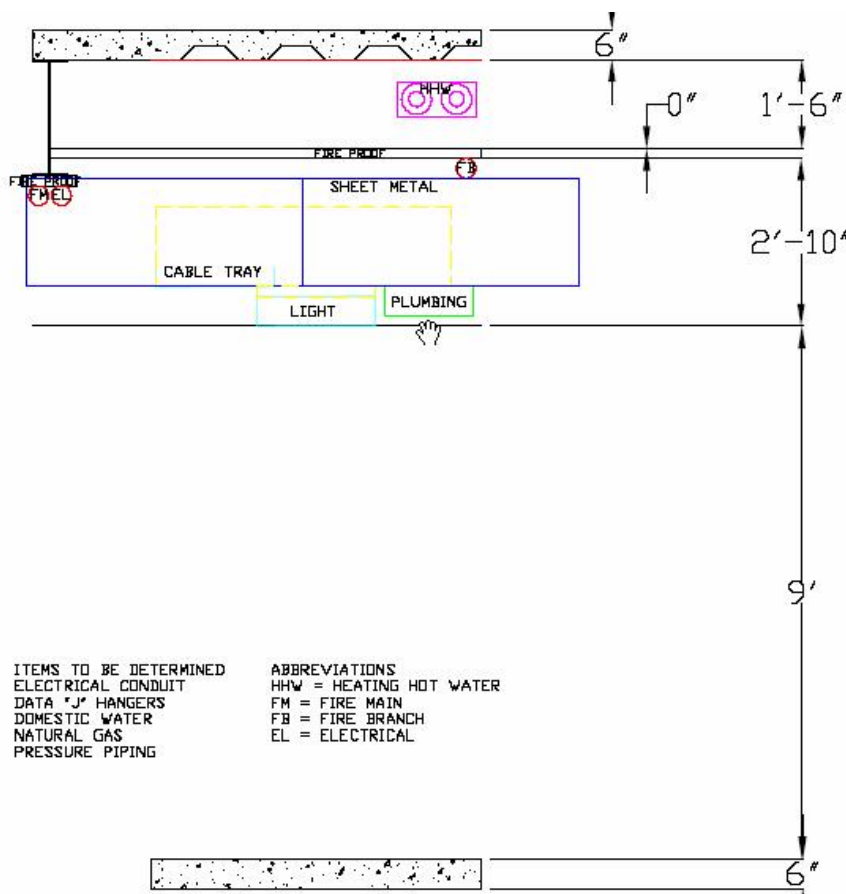 6"
HHW
0"
1'-6"
FIRE PROOF
FB
FIRE PROOF
FM EL
SHEET METAL
2'-10"
CABLE TRAY
PLUMBING
LIGHT
9'
ITEMS TO BE DETERMINED
ELECTRICAL CONDUIT
DATA "J" HANGERS
DOMESTIC WATER
NATURAL GAS
PRESSURE PIPING
ABBREVIATIONS
HHW = HEATING HOT WATER
FM = FIRE MAIN
FB = FIRE BRANCH
EL = ELECTRICAL
6"